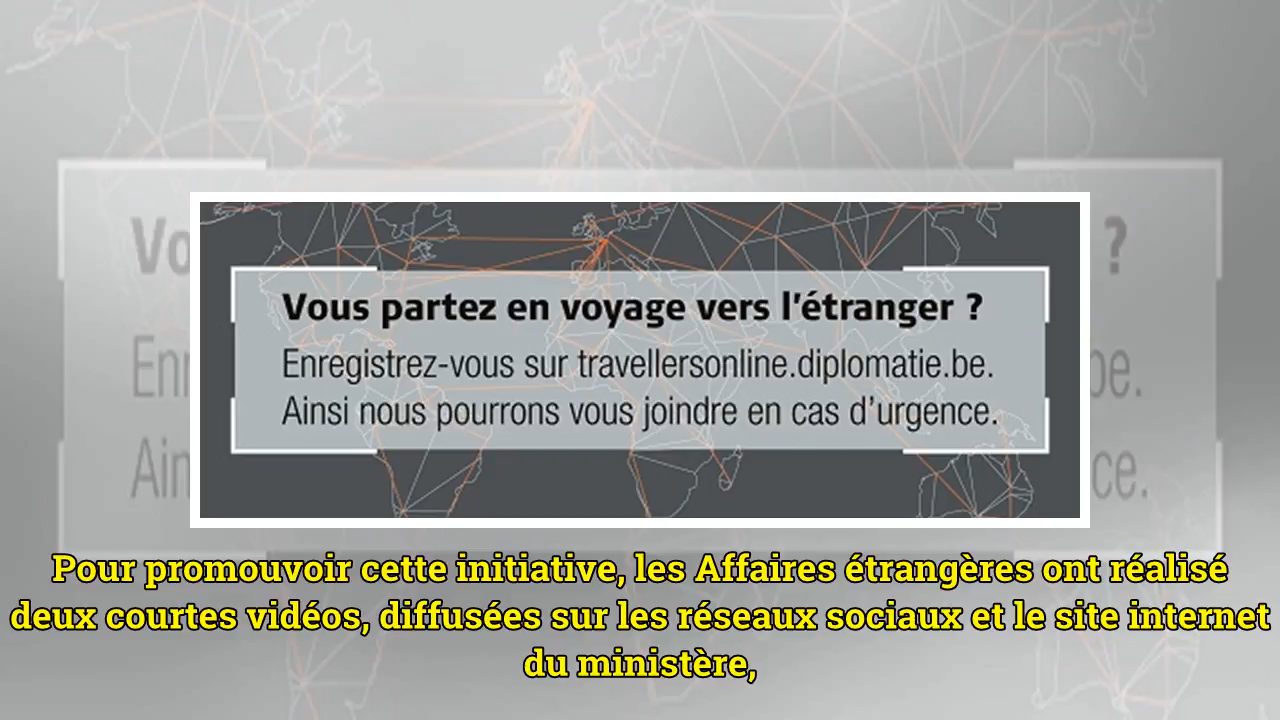 Vous partez en voyage vers l'étranger ?
Enregistrez-vous sur travellersonline.diplomatie.be.
Ainsi nous pourrons vous joindre en cas d'urgence.
Pour promouvoir cette initiative, les Affaires étrangères ont réalisé
deux courtes vidéos, diffusées sur les réseaux sociaux et le site internet
du ministère,